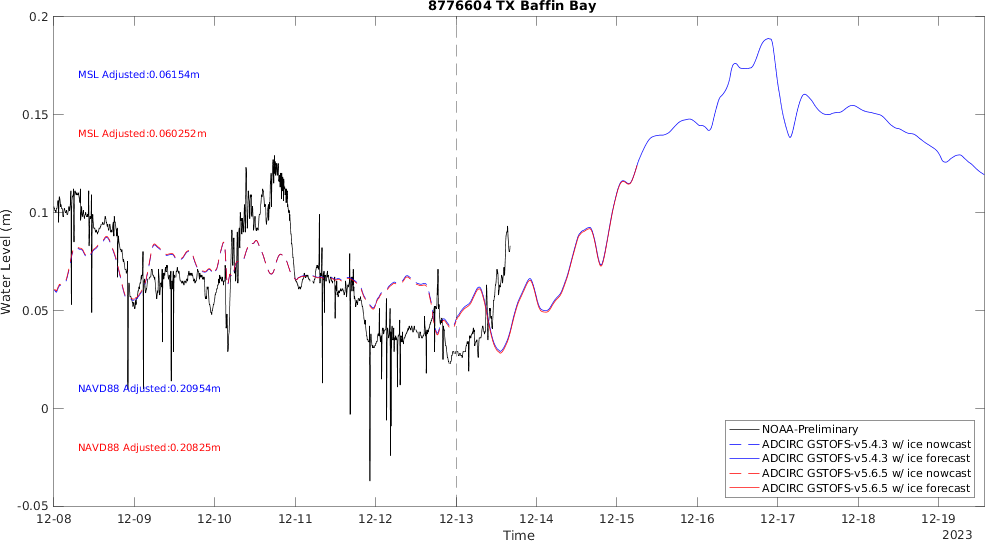 8776604 TX Baffin Bay
0.2
0.15
0.1
0.05
0
-0.05
Water Level (m)
MSL Adjusted:0.06154m
MSL Adjusted:0.060252m
NAVD88 Adjusted:0.20954m
NAVD88 Adjusted:0.20825m
NOAA-Preliminary
ADCIRC GSTOFS-v5.4.3 w/ ice nowcast
ADCIRC GSTOFS-v5.4.3 w/ ice forecast
ADCIRC GSTOFS-v5.6.5 w/ ice nowcast
ADCIRC GSTOFS-v5.6.5 w/ ice forecast
12-08 12-09 12-10 12-11 12-12 12-13 12-14 12-15 12-16 12-17 12-18 12-19
Time
2023